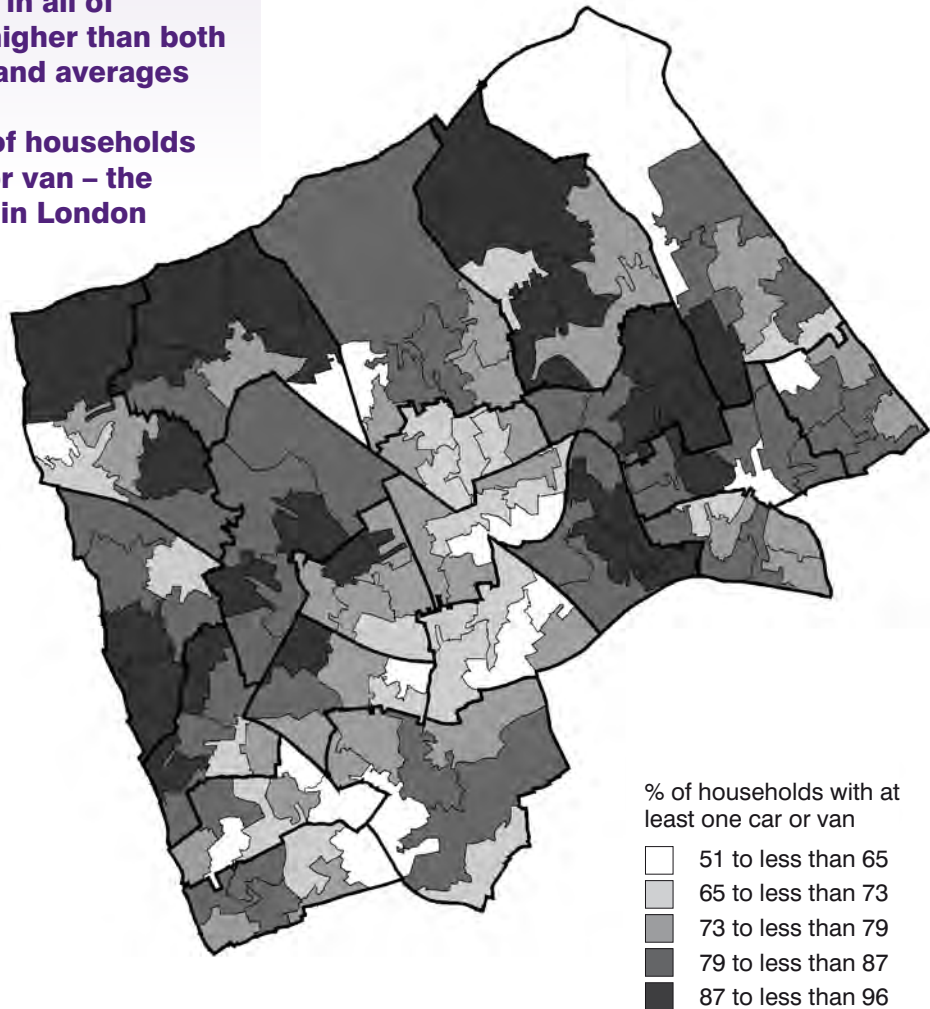 in all of
higher than both
and averages
of households
or van – the
in London
% of households with at
least one car or van
51 to less than 65
65 to less than 73
73 to less than 79
79 to less than 87
87 to less than 96